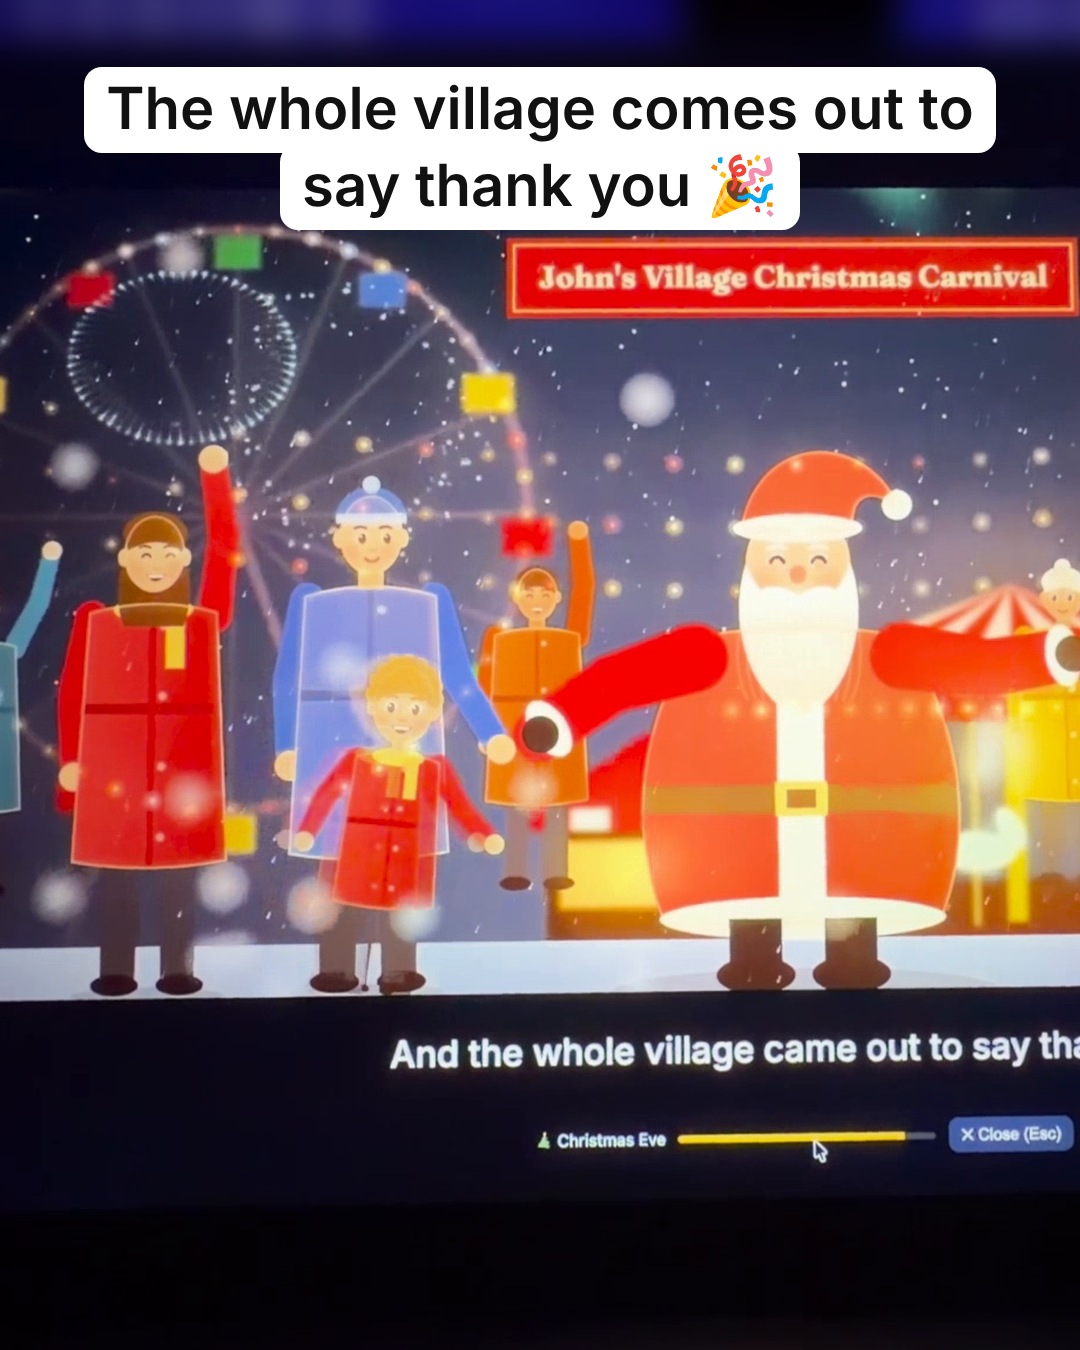 The whole village comes out to
say thank you 🎉
John's Village Christmas Carnival
And the whole village came out to say
Christmas Eve
X Close (Esc)